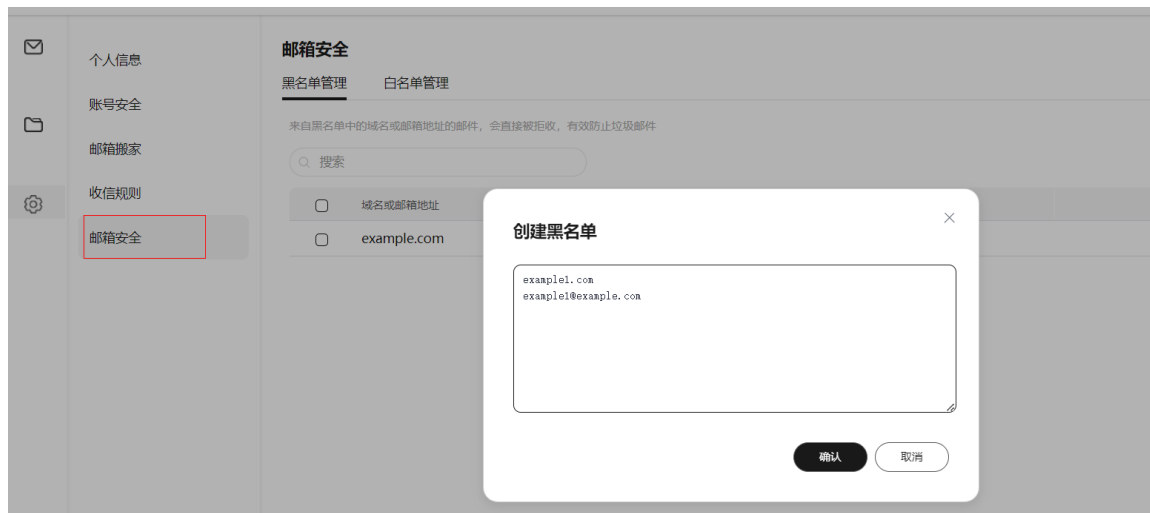 个人信息
账号安全
邮箱搬家
收信规则
邮箱安全
邮箱安全
黑名单管理
白名单管理
来自黑名单中的域名或邮箱地址的邮件，会直接被拒收，有效防止垃圾邮件
搜索
域名或邮箱地址
example.com
创建黑名单
example1.com
example1@example.com
确认
取消